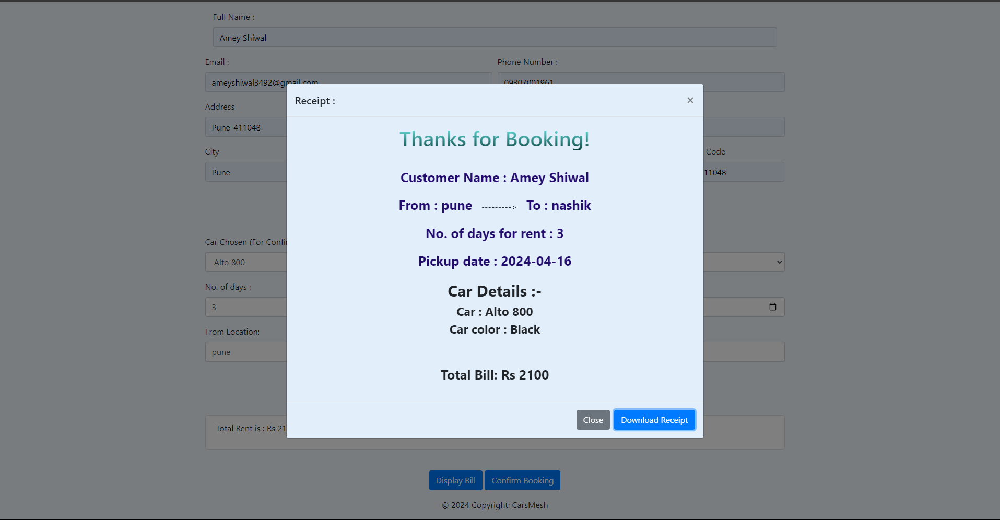 Full Name :
Amey Shiwal
Email :
Phone Number :
ameyshiwal3492@gmail.com
09307001961
Receipt :
×
Address
Pune-411048
Thanks for Booking!
City
Code
Pune
11048
Customer Name : Amey Shiwal
From : pune ---------> To : nashik
No. of days for rent : 3
Car Chosen (For
Alto 800
Pickup date : 2024-04-16
No. of days :
3
Car Details :-
Car : Alto 800
Car color : Black
From Location:
pune
Total Bill: Rs 2100
Total Rent is : Rs 21
Close
Download Receipt
Display Bill
Confirm Booking
© 2024 Copyright: CarsMesh